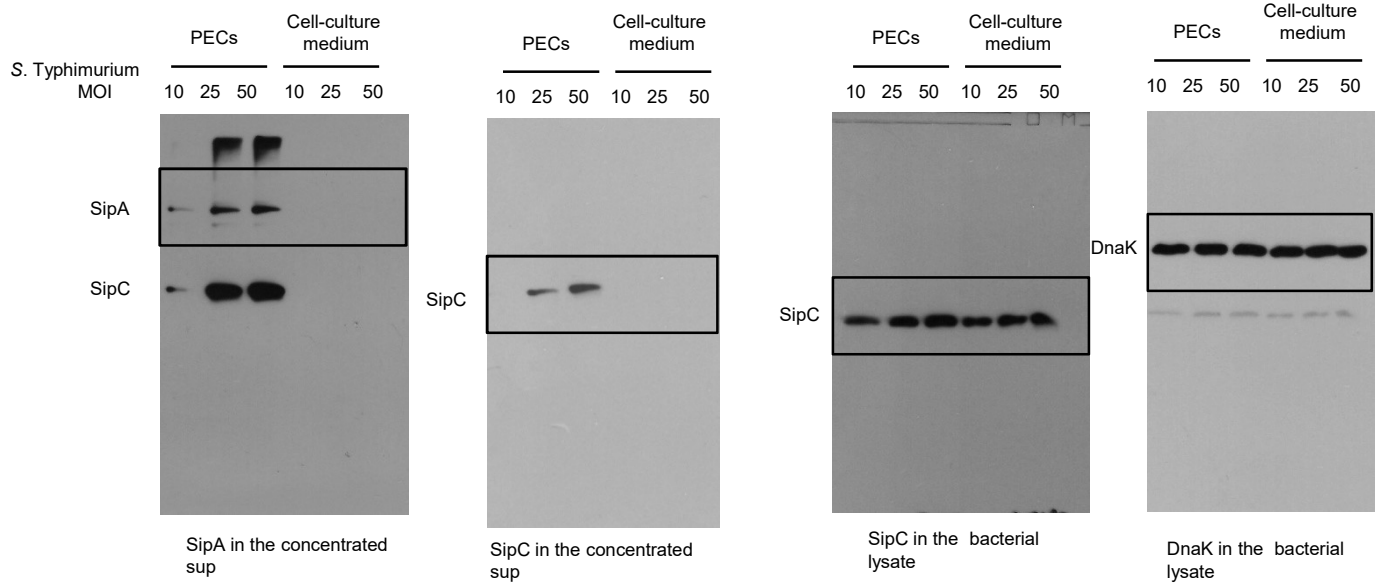 PECs
Cell-culture
medium
S. Typhimurium
MOI
10 25 50 10 25 50
SipA
SipC
SipA in the concentrated
sup
PECs
Cell-culture
medium
10 25 50 10 25 50
SipC
SipC in the concentrated
sup
PECs
Cell-culture
medium
10 25 50 10 25 50
SipC
SipC in the bacterial
lysate
PECs
Cell-culture
medium
10 25 50 10 25 50
DnaK
DnaK in the bacterial
lysate